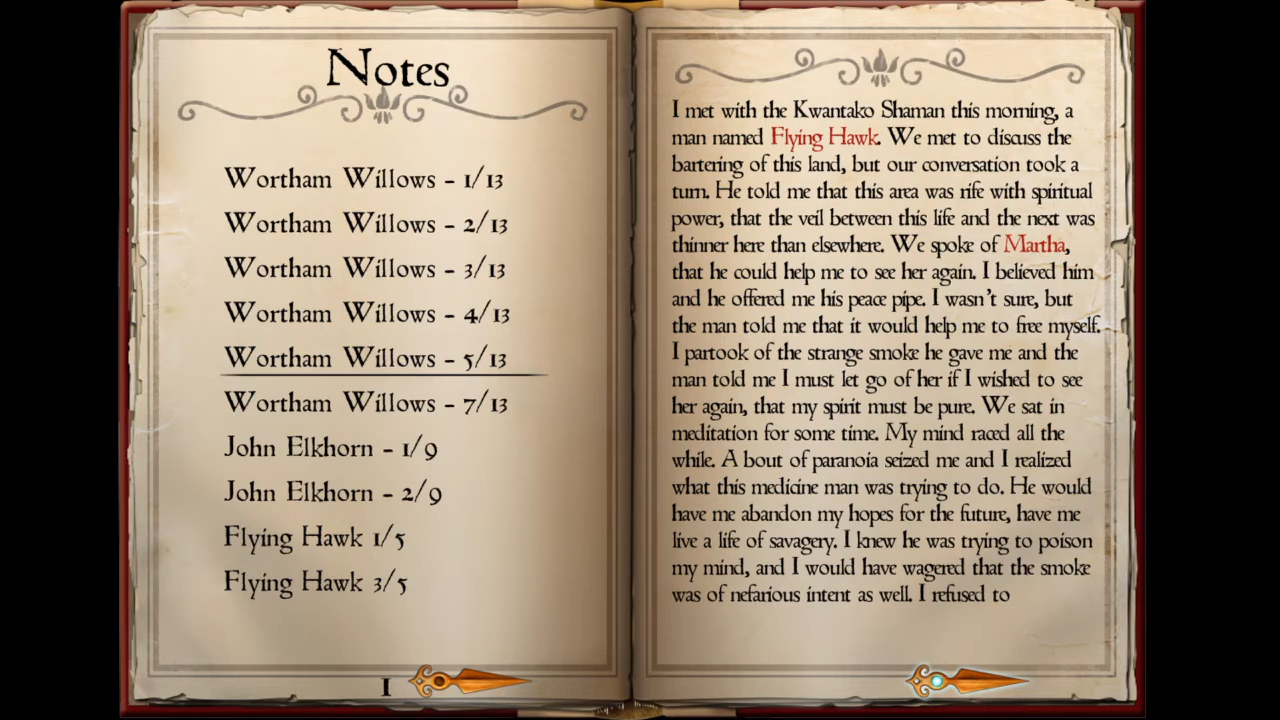 Notes
Wortham Willows - 1/13
Wortham Willows - 2/13
Wortham Willows - 3/13
Wortham Willows - 4/13
Wortham Willows - 5/13
Wortham Willows - 7/13
John Elkhorn - 1/9
John Elkhorn - 2/9
Flying Hawk 1/5
Flying Hawk 3/5
1
I met with the Kwantako Shaman this morning, a
man named Flying Hawk. We met to discuss the
bartering of this land, but our conversation took a
turn. He told me that this area was rife with spiritual
power, that the veil between this life and the next was
thinner here than elsewhere. We spoke of Martha,
that he could help me to see her again. I believed him
and he offered me his peace pipe. I wasn't sure, but
the man told me that it would help me to free myself.
I partook of the strange smoke he gave me and the
man told me I must let go of her if I wished to see
her again, that my spirit must be pure. We sat in
meditation for some time. My mind raced all the
while. A bout of paranoia seized me and I realized
what this medicine man was trying to do. He would
have me abandon my hopes for the future, have me
live a life of savagery. I knew he was trying to poison
my mind, and I would have wagered that the smoke
was of nefarious intent as well. I refused to